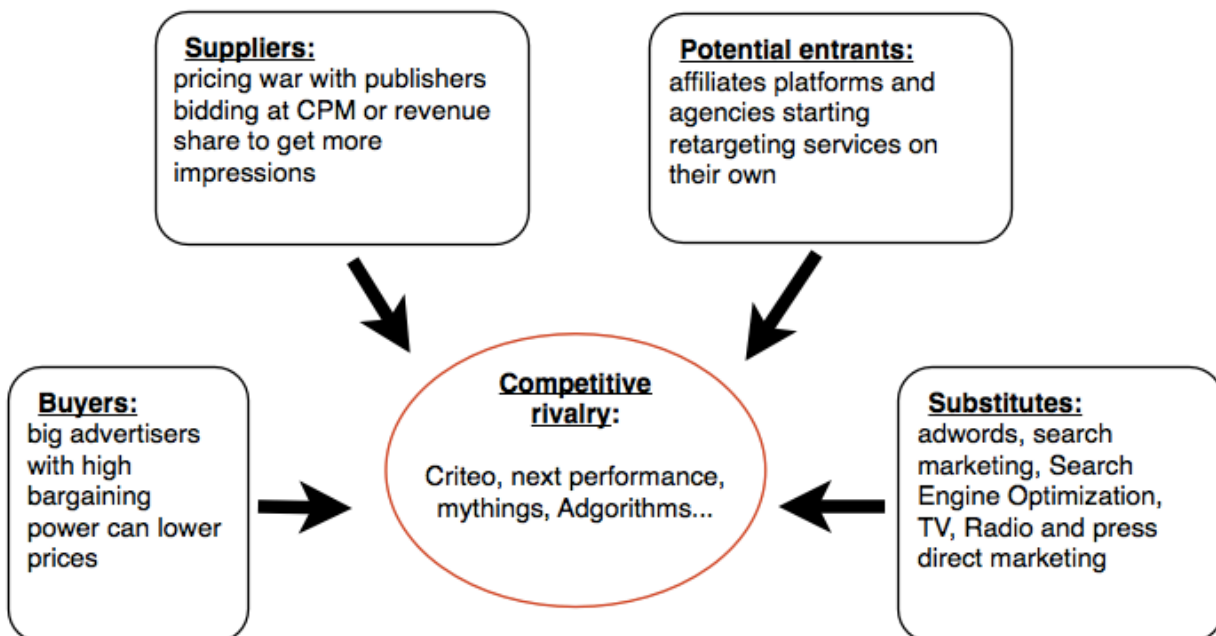 Suppliers:
pricing war with publishers
bidding at CPM or revenue
share to get more
impressions
Potential entrants:
affiliates platforms and
agencies starting
retargeting services on
their own
Buyers:
big advertisers
with high
bargaining
power can lower
prices
Competitive
rivalry:
Criteo, next performance,
mythings, Adgorithms...
Substitutes:
adwords, search
marketing, Search
Engine Optimization,
TV, Radio and press
direct marketing